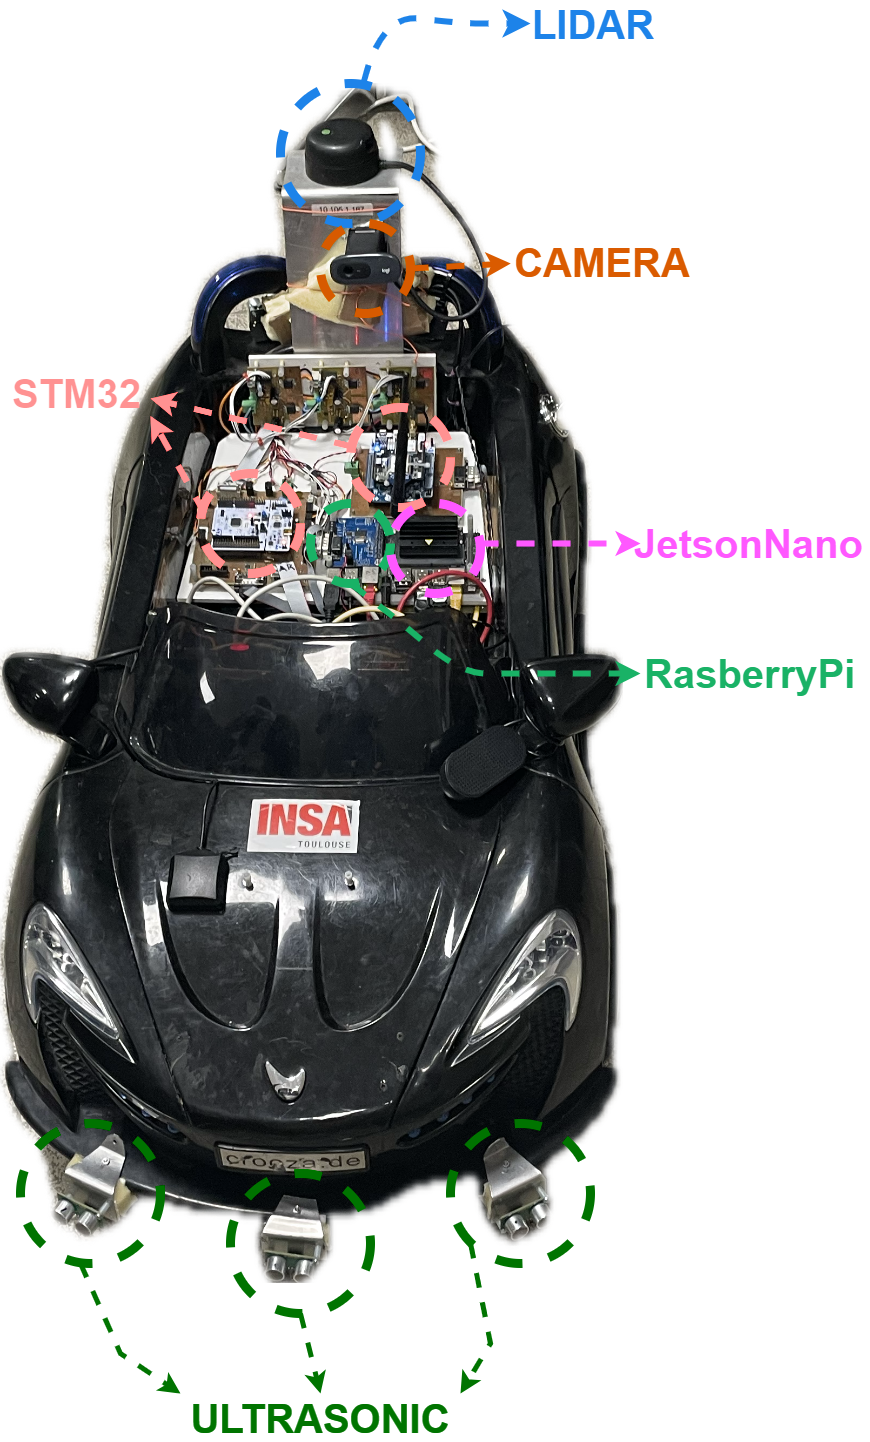 LIDAR
CAMERA
STM32
JetsonNano
RasberryPi
INSA
TOULOUSE
crooza.de
ULTRASONIC